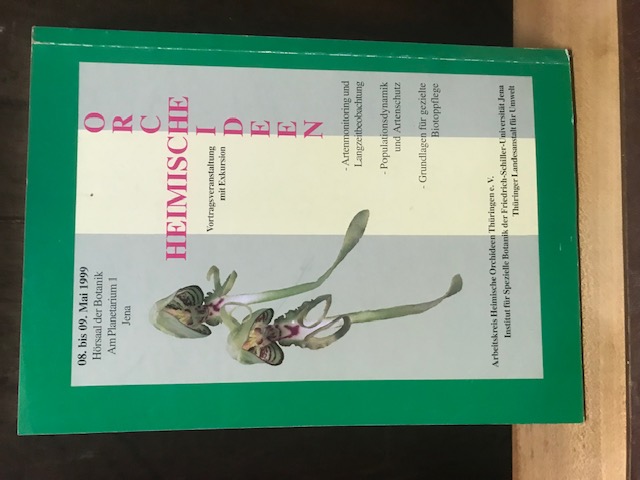 08. bis 09. Mai 1999
Hörsaal der Botanik
Am Planetarium 1
Jena
O
R
C
HEIMISCHE
I
D
E
E
N
Vortragsveranstaltung
mit Exkursion
- Artenmonitoring und
Langzeitbeobachtung
- Populationsdynamik
und Artenschutz
- Grundlagen für gezielte
Biotoppflege
Arbeitskreis Heimische Orchideen Thüringen e. V.
Institut für Spezielle Botanik der Friedrich-Schiller-Universität Jena
Thüringer Landesanstalt für Umwelt